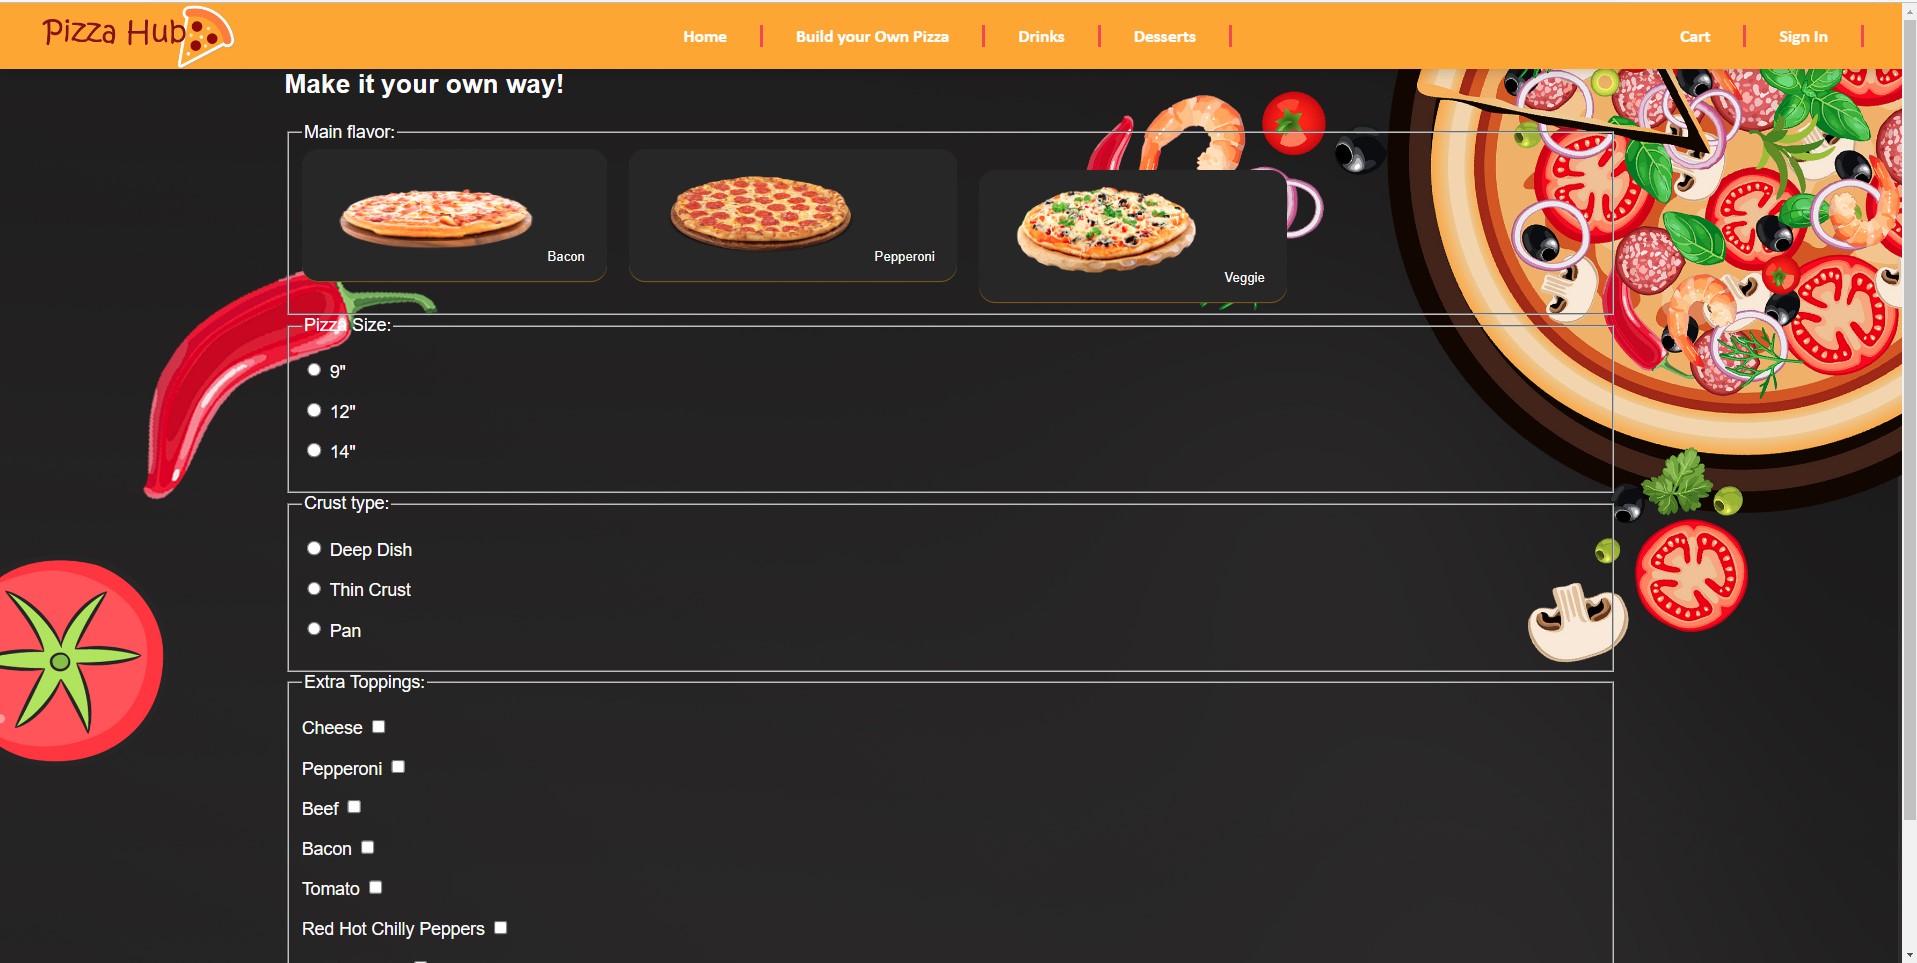 Pizza Hub
Home
Build your Own Pizza
Drinks
Desserts
Cart
Sign In
Make it your own way!
Main flavor:
Bacon
Pepperoni
Veggie
Pizza Size:
9"
12"
14"
Crust type:
Deep Dish
Thin Crust
Pan
Extra Toppings:
Cheese
Pepperoni
Beef
Bacon
Tomato
Red Hot Chilly Peppers